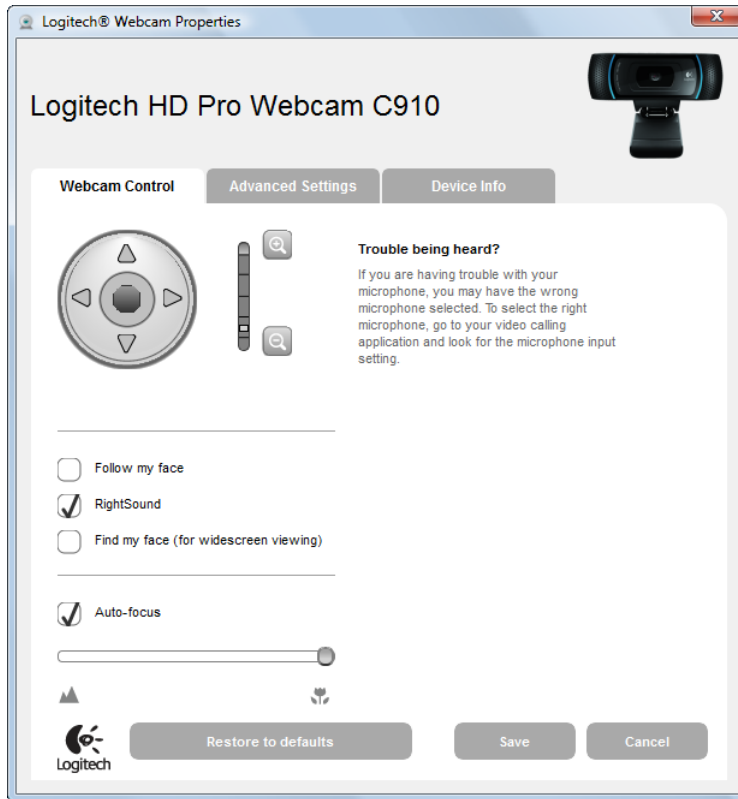 Logitech® Webcam Properties
Logitech HD Pro Webcam C910
Webcam Control
Advanced Settings
Device Info
Trouble being heard?
If you are having trouble with your
microphone, you may have the wrong
microphone selected. To select the right
microphone, go to your video calling
application and look for the microphone input
setting.
Follow my face
RightSound
Find my face (for widescreen viewing)
Auto-focus
Logitech
Restore to defaults
Save
Cancel